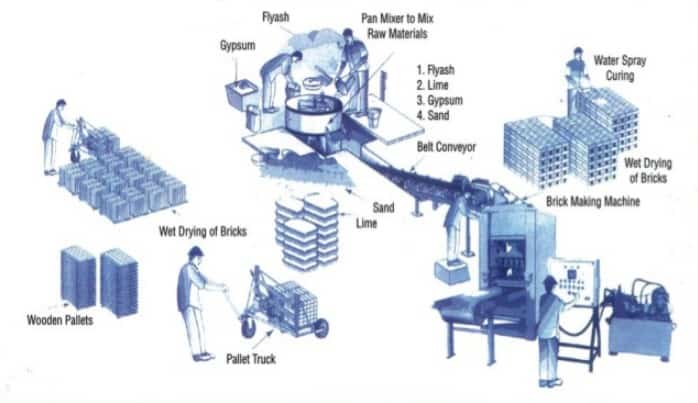 Flyash
Gypsum
Pan Mixer to Mix
Raw Materials
1. Flyash
2. Lime
3. Gypsum
4. Sand
Water Spray
Curing
Belt Conveyor
Wet Drying
of Bricks
Brick Making Machine
Sand
Lime
Wet Drying of Bricks
Wooden Pallets
Pallet Truck